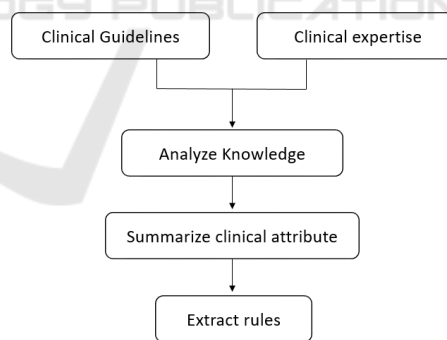 Clinical Guidelines
Clinical expertise
Analyze Knowledge
Summarize clinical attribute
Extract rules